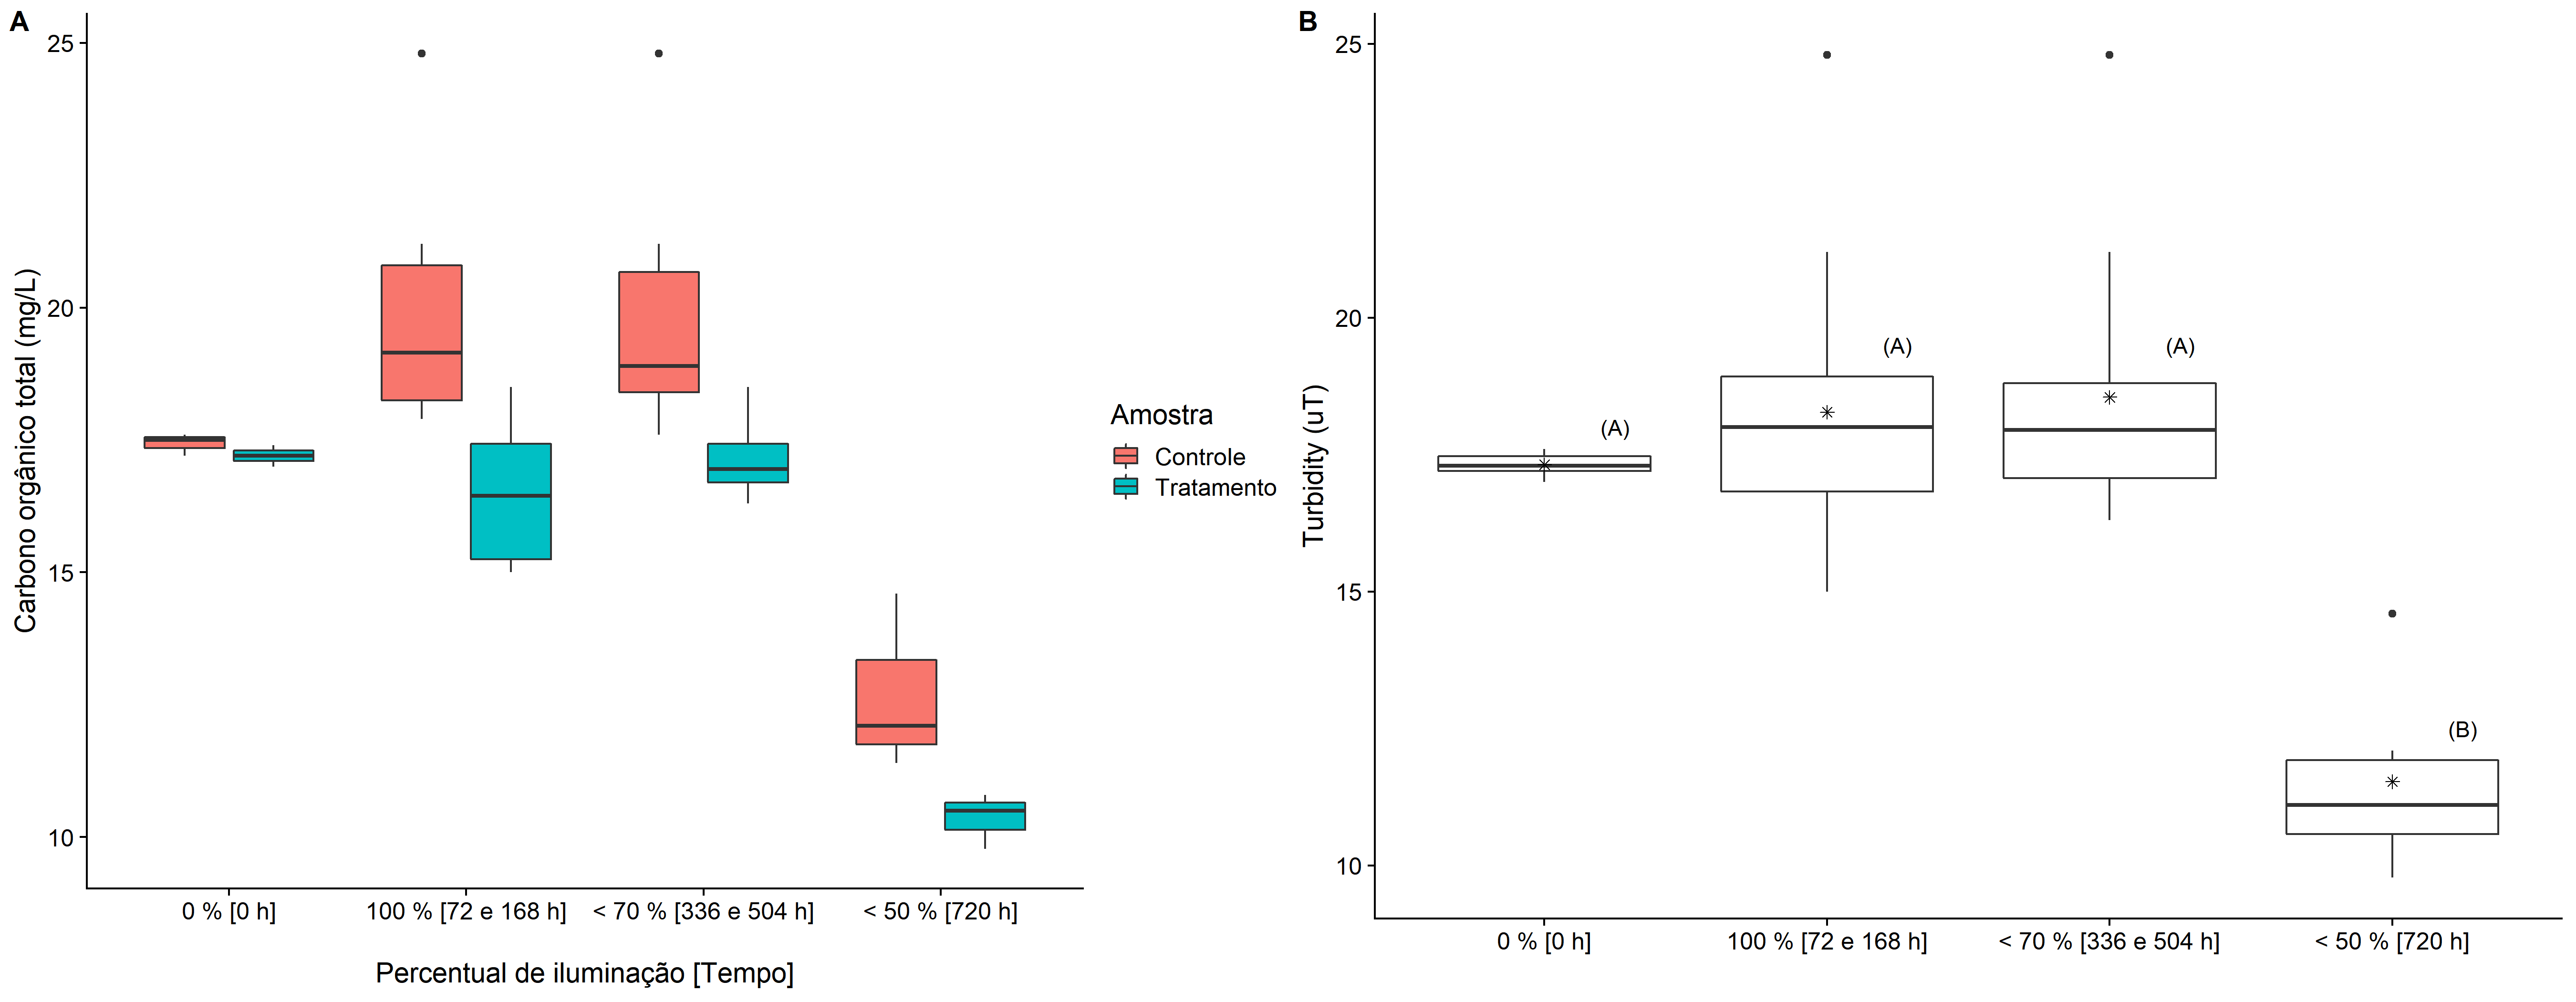 A
Carbono orgânico total (mg/L)
25
20
15
10
0 % [0 h]
100 % [72 e 168 h]
< 70 % [336 e 504 h]
< 50 % [720 h]
Percentual de iluminação [Tempo]
Amostra
Controle
Tratamento
B
Turbidity (uT)
25
20
15
10
(A)
(A)
(A)
(B)
0 % [0 h]
100 % [72 e 168 h]
< 70 % [336 e 504 h]
< 50 % [720 h]